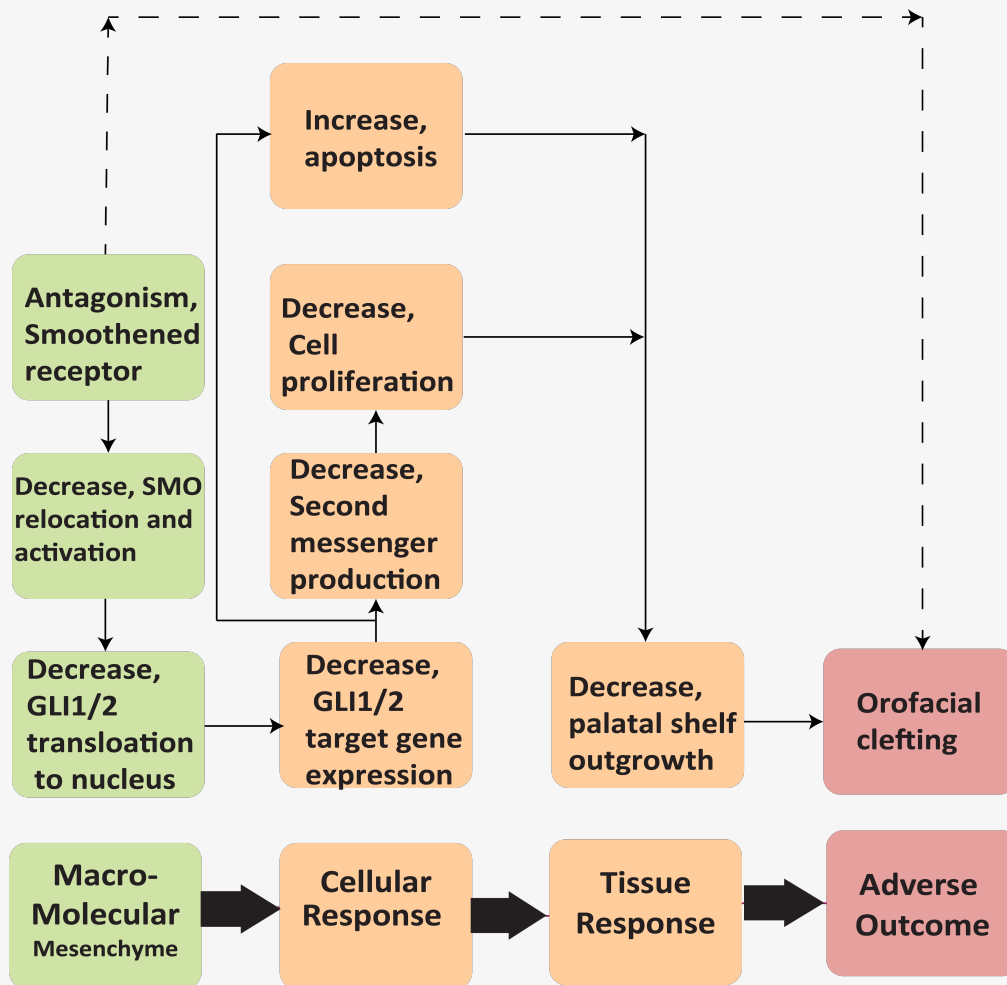 Increase,
apoptosis
Antagonism,
Smoothened
receptor
Decrease,
Cell
proliferation
Decrease, SMO
relocation and
activation
Decrease,
Second
messenger
production
Decrease,
GLI1/2
transloation
to nucleus
Decrease,
GLI1/2
target gene
expression
Decrease,
palatal shelf
outgrowth
Orofacial
clefting
Macro-
Molecular
Mesenchyme
Cellular
Response
Tissue
Response
Adverse
Outcome